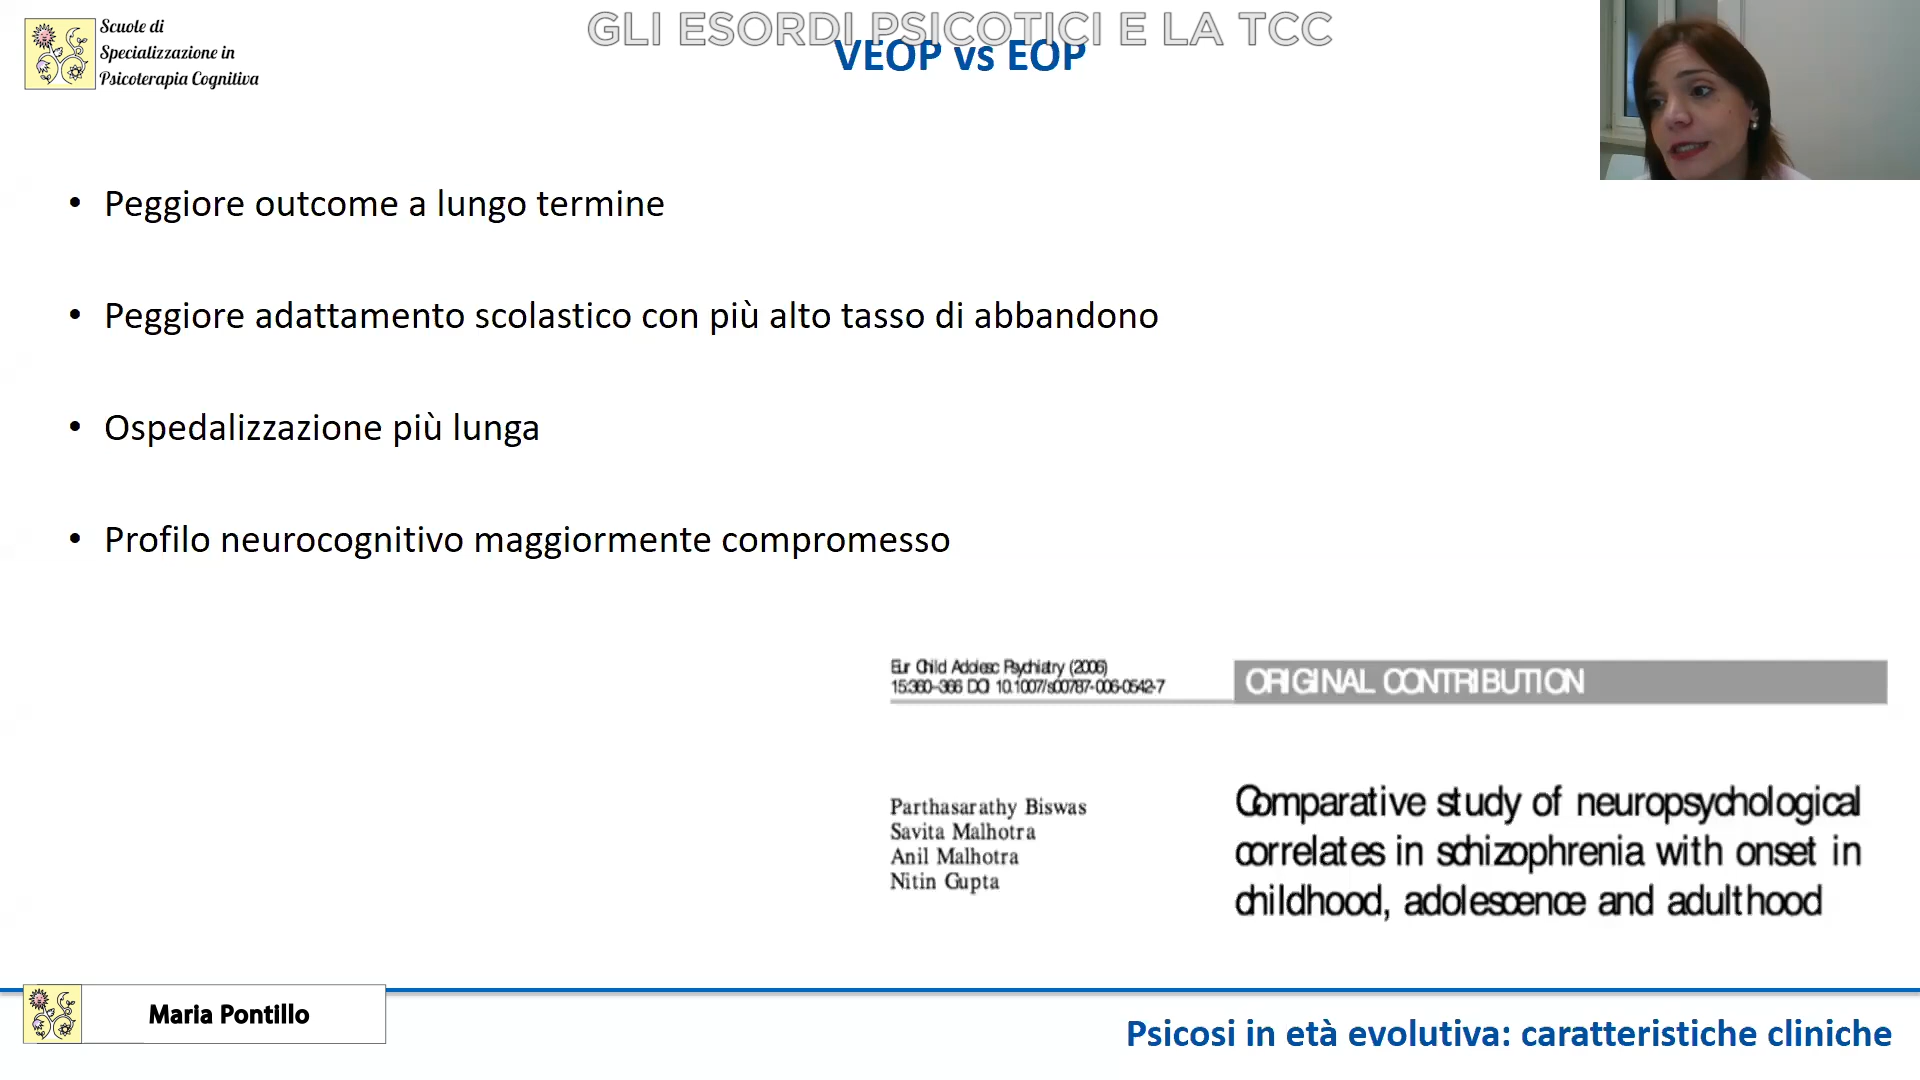 Scuole di
Specializzazione in
Psicoterapia Cognitiva
GLI ESORDI PSICOTICI E LA TCC
VEOP vs EOP
• Peggiore outcome a lungo termine
• Peggiore adattamento scolastico con più alto tasso di abbandono
• Ospedalizzazione più lunga
• Profilo neurocognitivo maggiormente compromesso
Eur Child Adolesc Psychiatry (2006)
15:360–366 DOI 10.1007/s00787-006-0542-7
ORIGINAL CONTRIBUTION
Parthasarathy Biswas
Savita Malhotra
Anil Malhotra
Nitin Gupta
Comparative study of neuropsychological
correlates in schizophrenia with onset in
childhood, adolescence and adulthood
Maria Pontillo
Psicosi in età evolutiva: caratteristiche cliniche